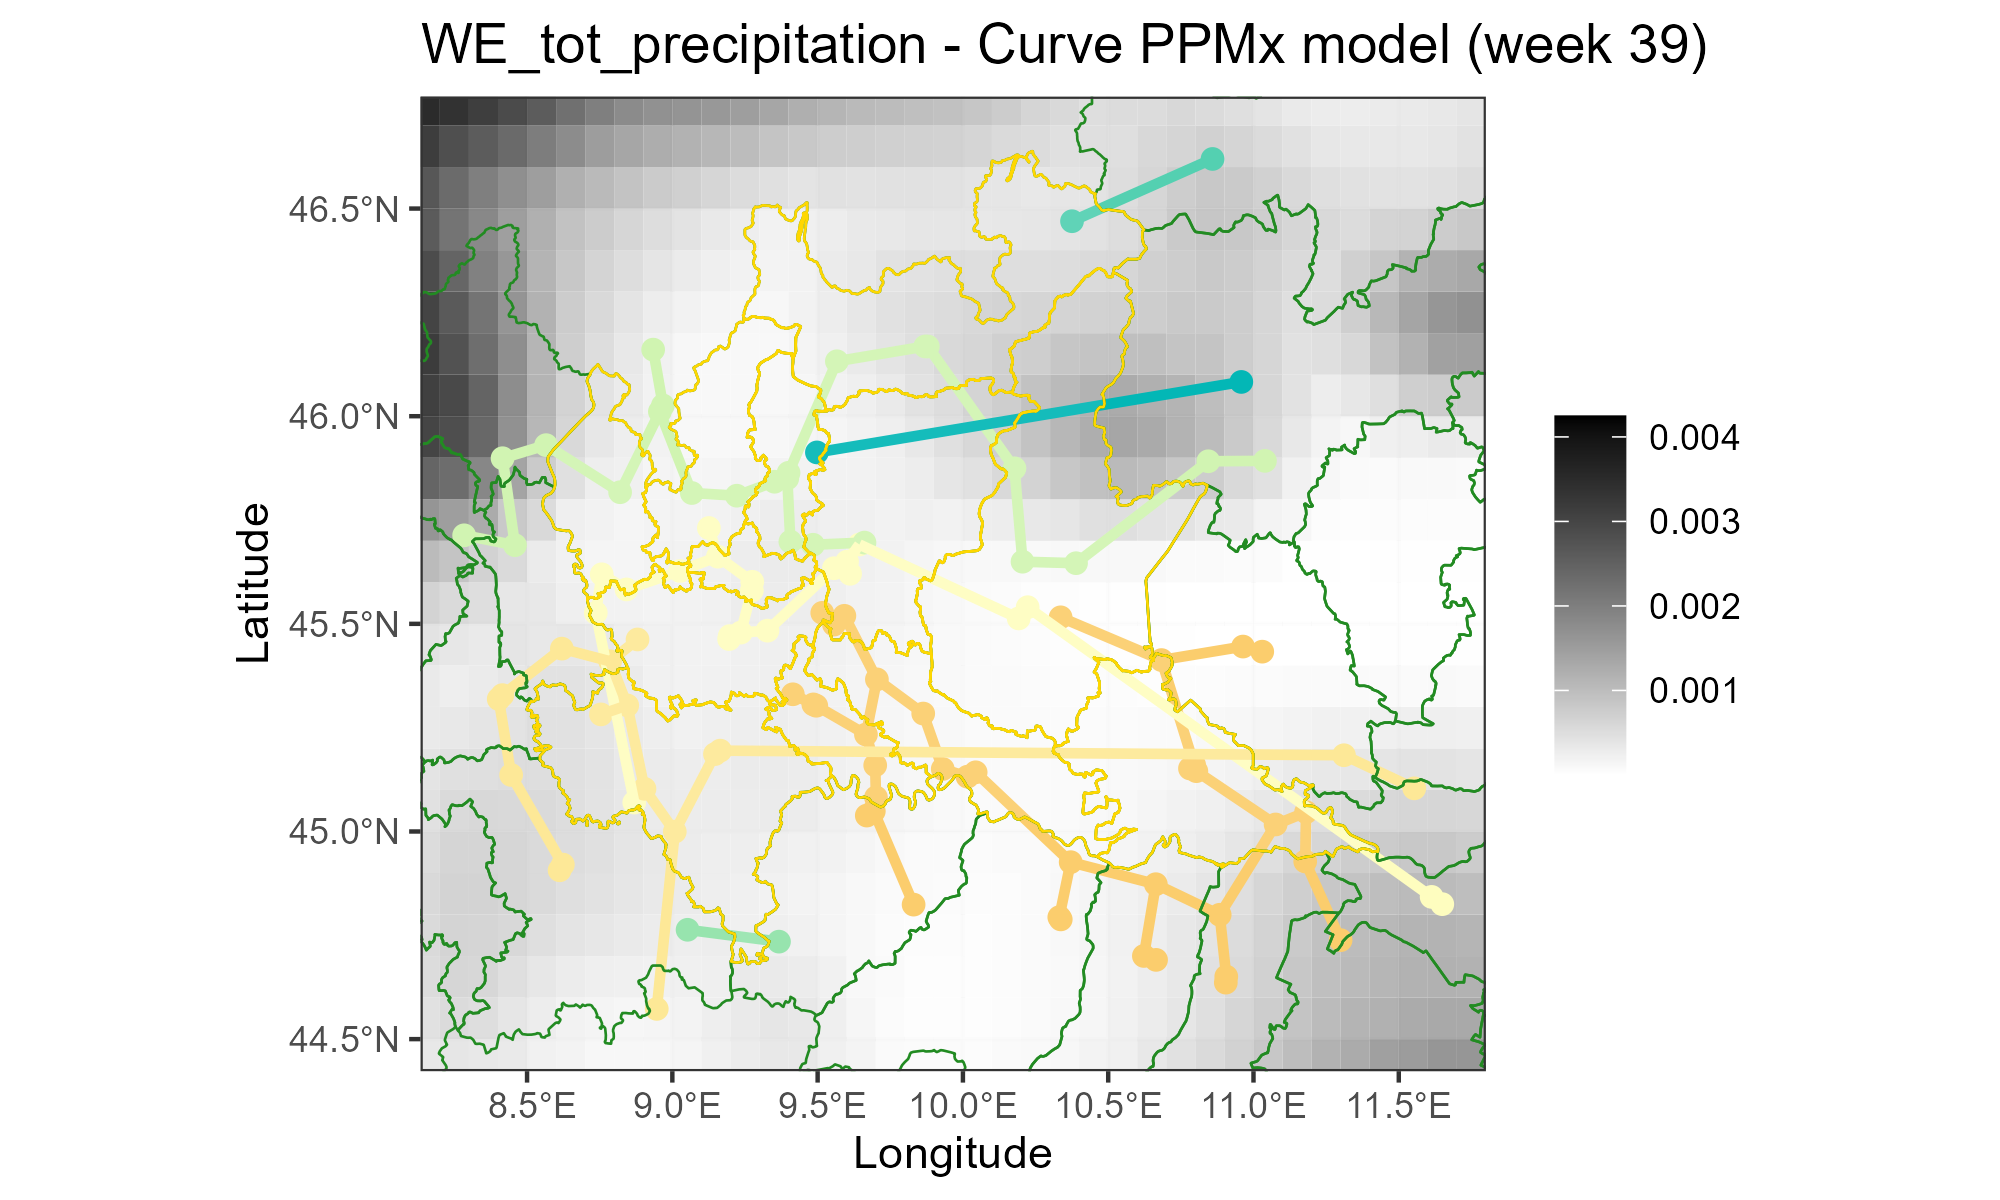 WE_tot_precipitation - Curve PPMx model (week 39)
46.5°N
46.0°N
45.5°N
45.0°N
44.5°N
Latitude
8.5°E 9.0°E 9.5°E 10.0°E 10.5°E 11.0°E 11.5°E
Longitude
0.004
0.003
0.002
0.001